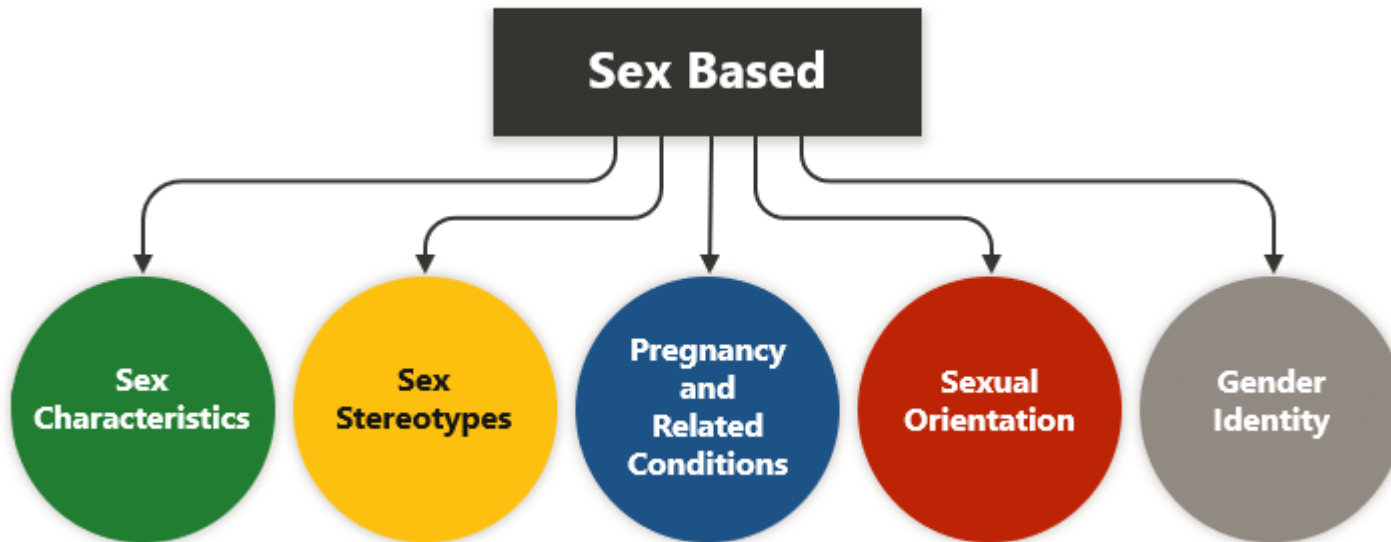 Sex Based
Sex
Characteristics
Sex
Stereotypes
Pregnancy
and
Related
Conditions
Sexual
Orientation
Gender
Identity